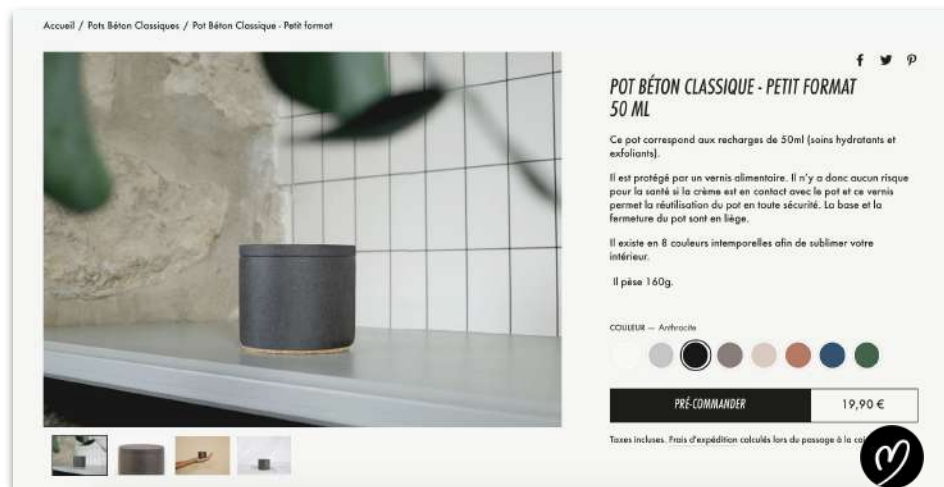 Accueil / Pots Béton Classiques / Pot Béton Classique - Petit format
POT BÉTON CLASSIQUE - PETIT FORMAT
50 ML
Ce pot correspond aux recharges de 50ml (soins hydratants et
exfoliants).
Il est protégé par un vernis alimentaire. Il n'y a donc aucun risque
pour la santé si la crème est en contact avec le pot et ce vernis
permet la réutilisation du pot en toute sécurité. La base et la
fermeture du pot sont en liège.
Il existe en 8 couleurs intemporelles afin de sublimer votre
intérieur.
Il pèse 160g.
COULEUR — Anthracite
PRÉ-COMMANDER
19,90 €
Taxes incluses. Frais d'expédition calculés lors du passage à la